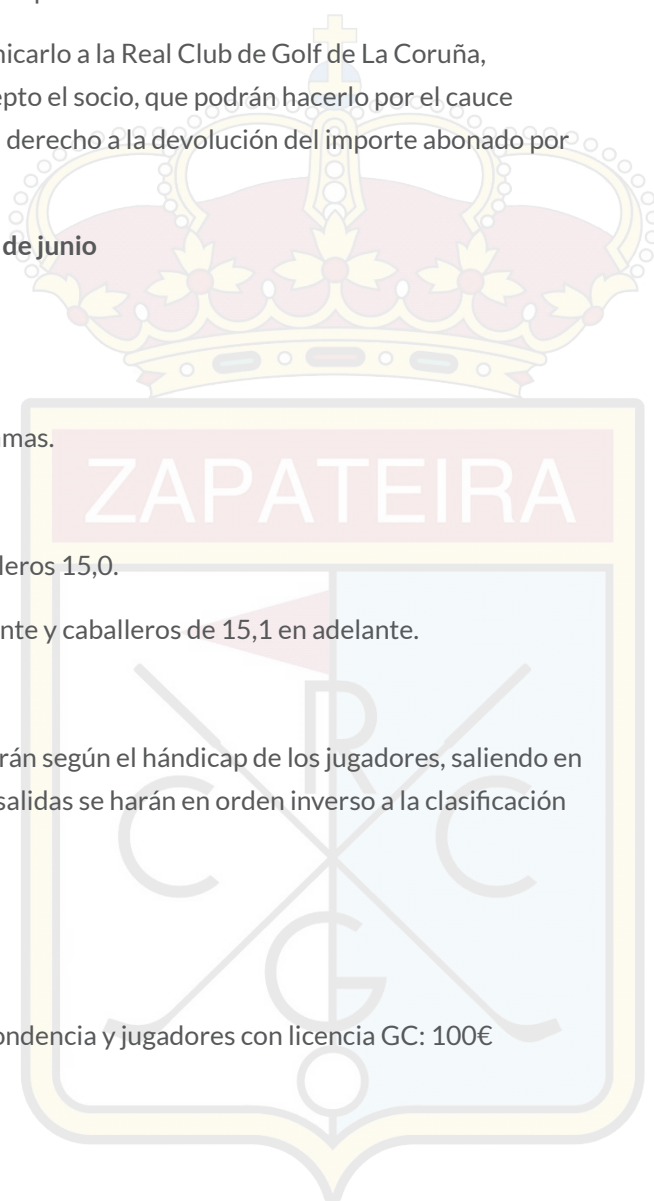 nicarlo a la Real Club de Golf de La Coruña,
epto el socio, que podrán hacerlo por el cauce
derecho a la devolución del importe abonado por
de junio
amas.
ZAPATEIRA
leros 15,0.
nte y caballeros de 15,1 en adelante.
R
rán según el hándicap de los jugadores, saliendo en
salidas se harán en orden inverso a la clasificación
C C
G
ondencia y jugadores con licencia GC: 100€